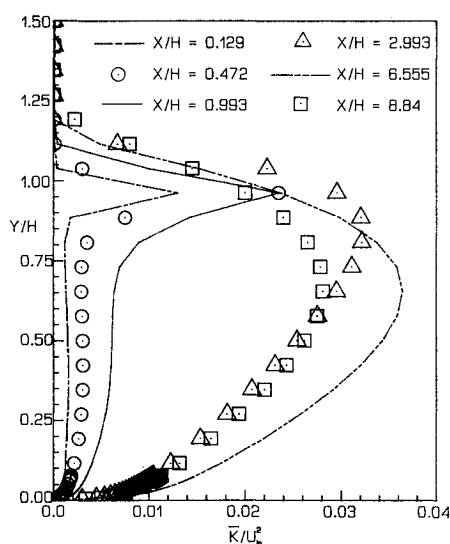 1.50
X/H = 0.129
X/H = 2.993
X/H = 0.472
X/H = 6.555
1.25
X/H = 0.993
X/H = 8.84
1.00
Y/H
0.75
0.50
0.25
0.00
0.00
0.01
0.02
0.03
0.04